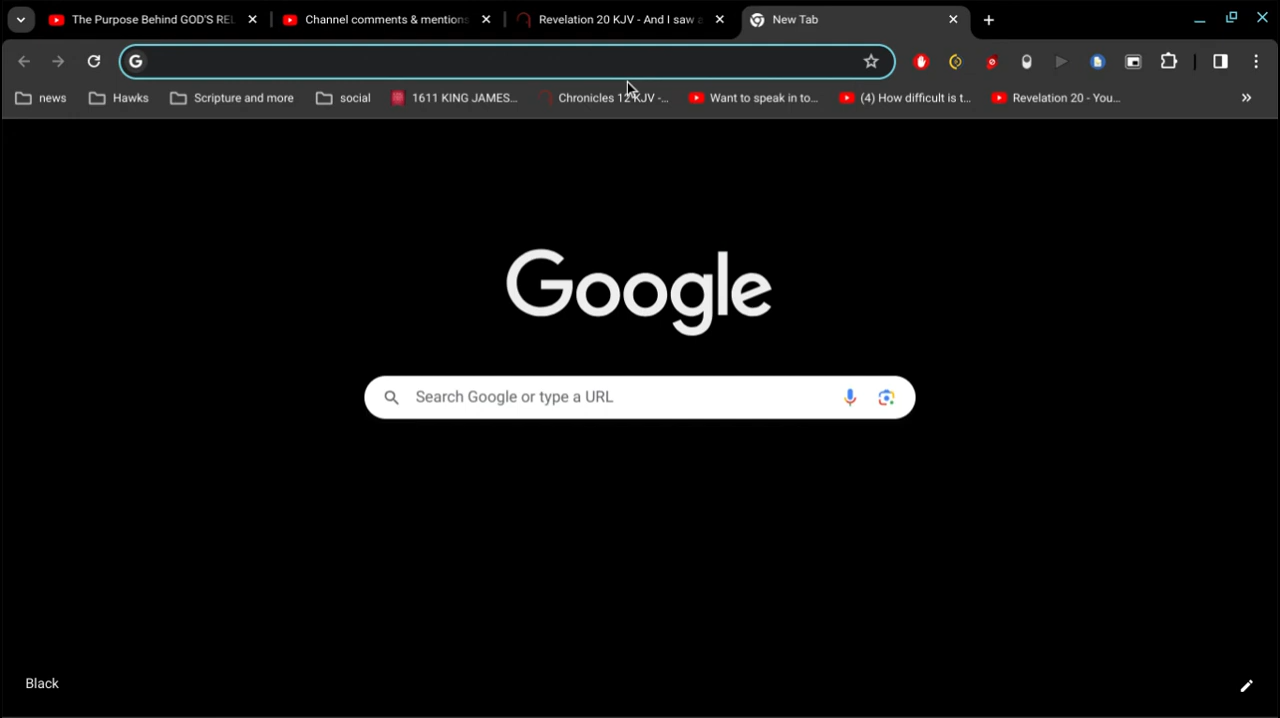 The Purpose Behind GOD'S REL
Channel comments & mentions
Revelation 20 KJV - And I saw a
New Tab
news
Hawks
Scripture and more
social
1611 KING JAMES...
Chronicles 12 KJV -...
Want to speak in to...
(4) How difficult is t...
Revelation 20 - You...
Google
Search Google or type a URL
Black